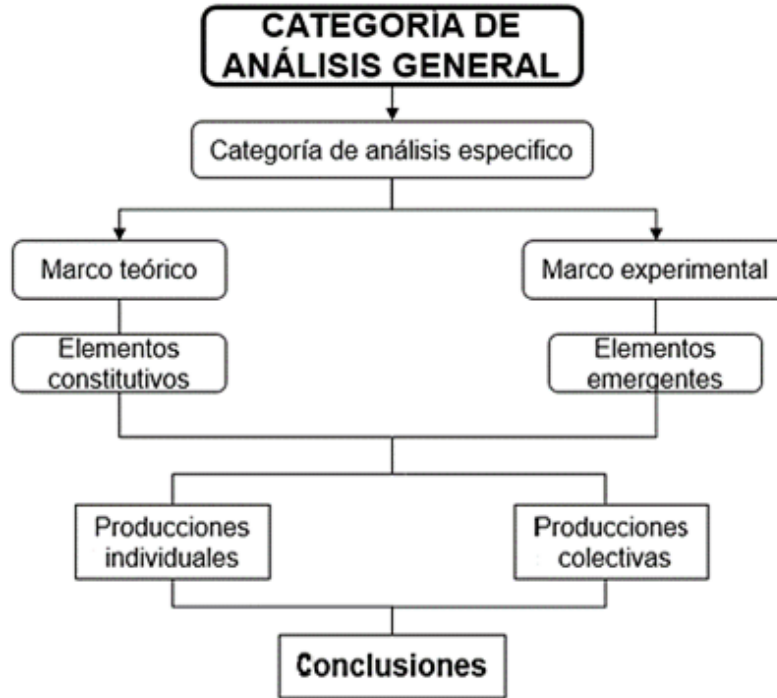 CATEGORÍA DE
ANÁLISIS GENERAL
Categoría de análisis especifico
Marco teórico
Marco experimental
Elementos
constitutivos
Elementos
emergentes
Producciones
individuales
Producciones
colectivas
Conclusiones